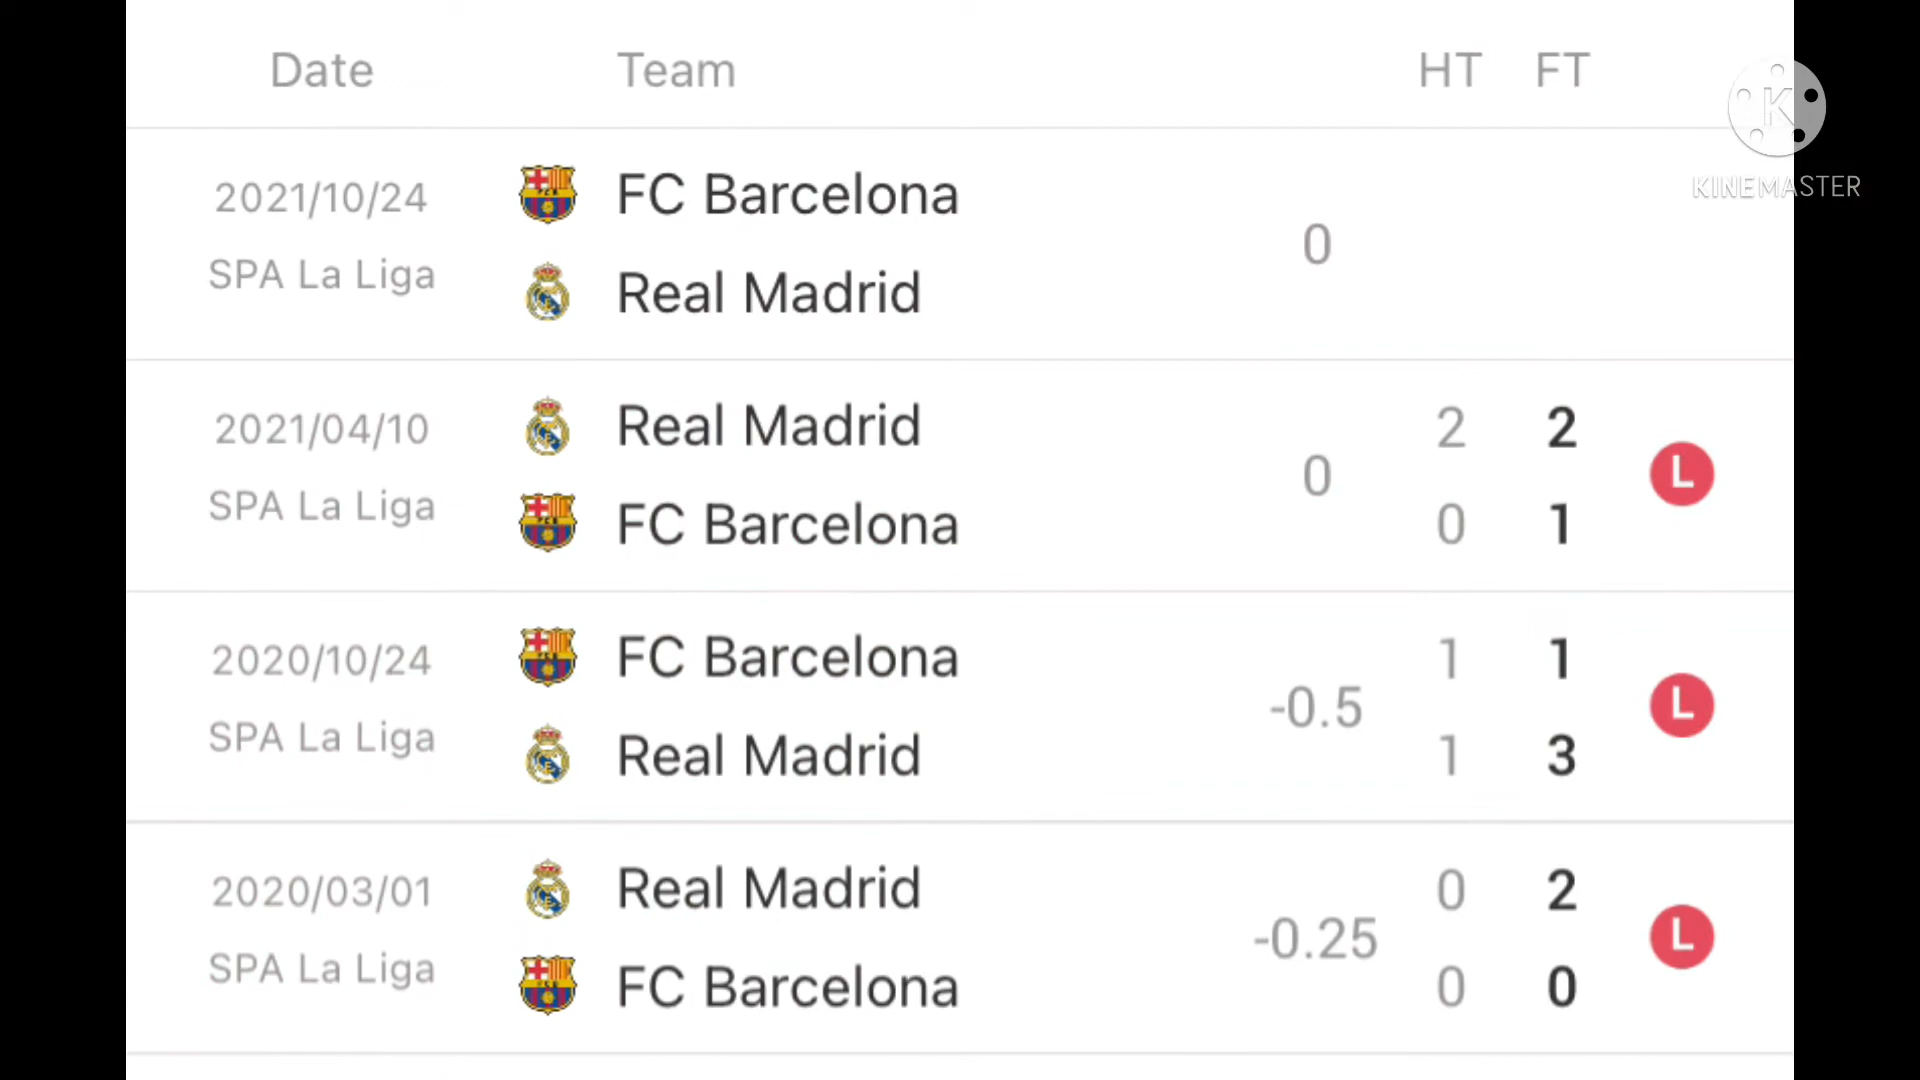 Date Team HT FT
2021/10/24 FC Barcelona
SPA La Liga Real Madrid 0
2021/04/10 Real Madrid 2 2
SPA La Liga FC Barcelona 0 0 1 L
2020/10/24 FC Barcelona 1 1
SPA La Liga Real Madrid -0.5 1 3 L
2020/03/01 Real Madrid 0 2
SPA La Liga FC Barcelona -0.25 0 0 L
K
KINEMASTER